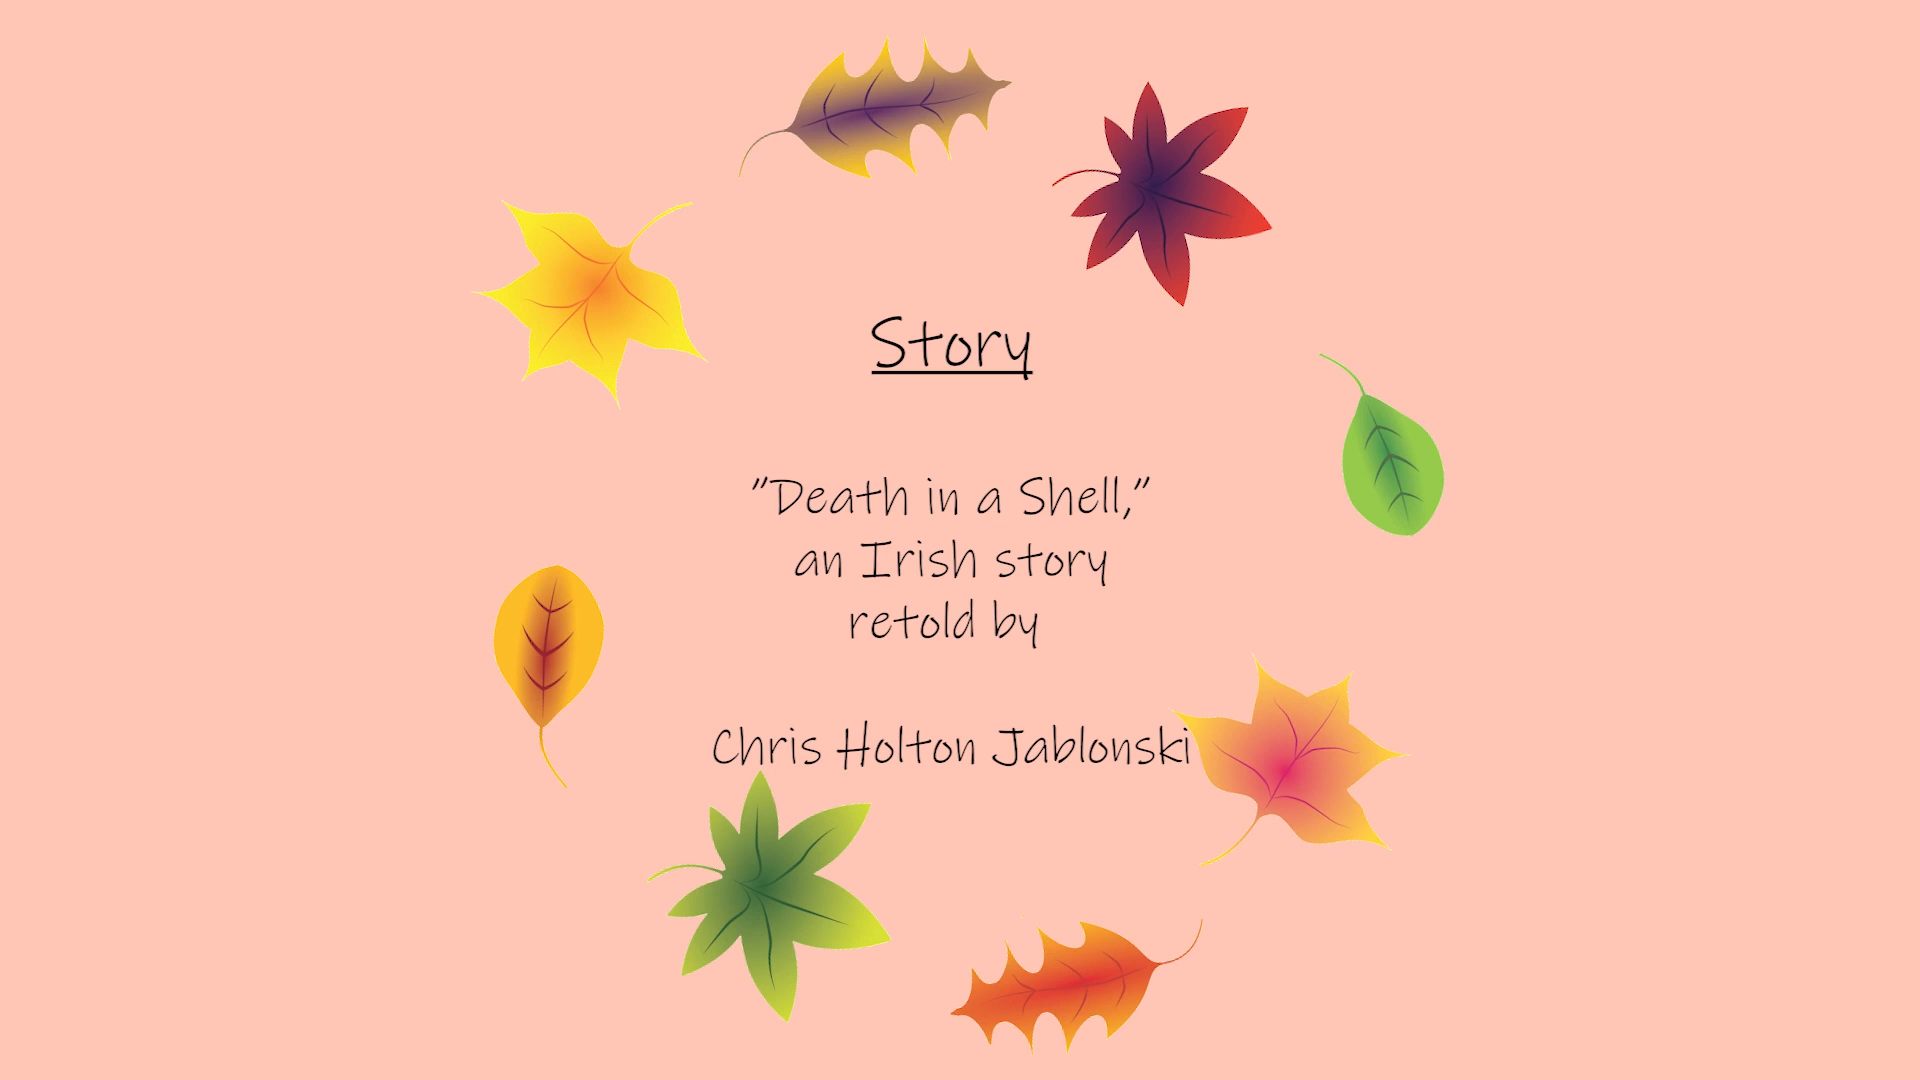 Story
"Death in a Shell,"
an Irish story
retold by
Chris Holton Jablonski